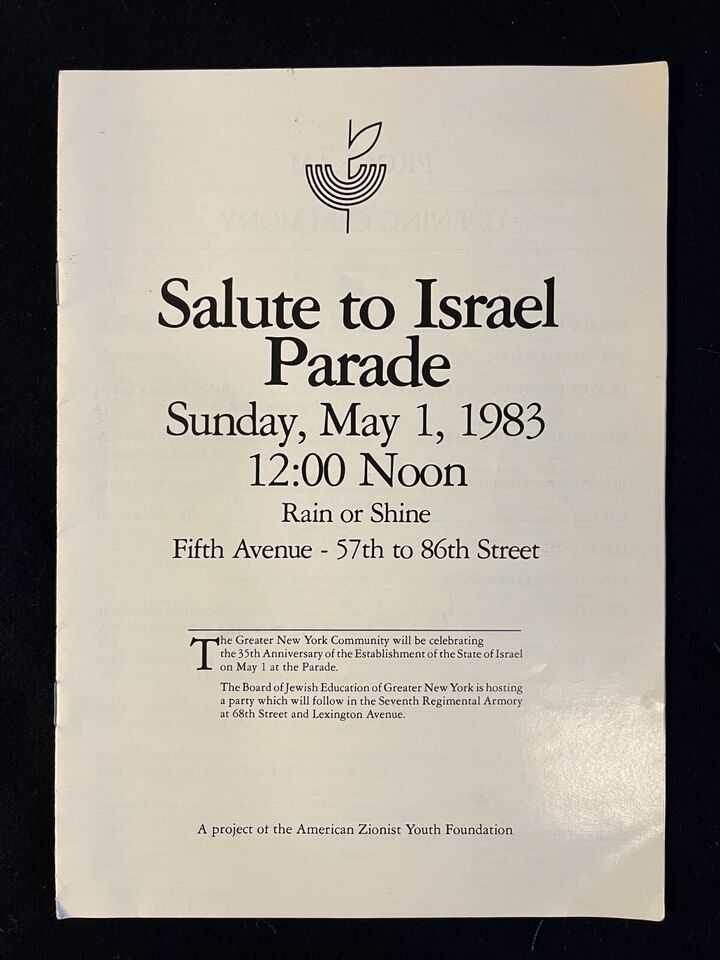 Salute to Israel
Parade
Sunday, May 1, 1983
12:00 Noon
Rain or Shine
Fifth Avenue - 57th to 86th Street
The Greater New York Community will be celebrating
the 35th Anniversary of the Establishment of the State of Israel
on May 1 at the Parade.
The Board of Jewish Education of Greater New York is hosting
a party which will follow in the Seventh Regimental Armory
at 68th Street and Lexington Avenue.
A project of the American Zionist Youth Foundation